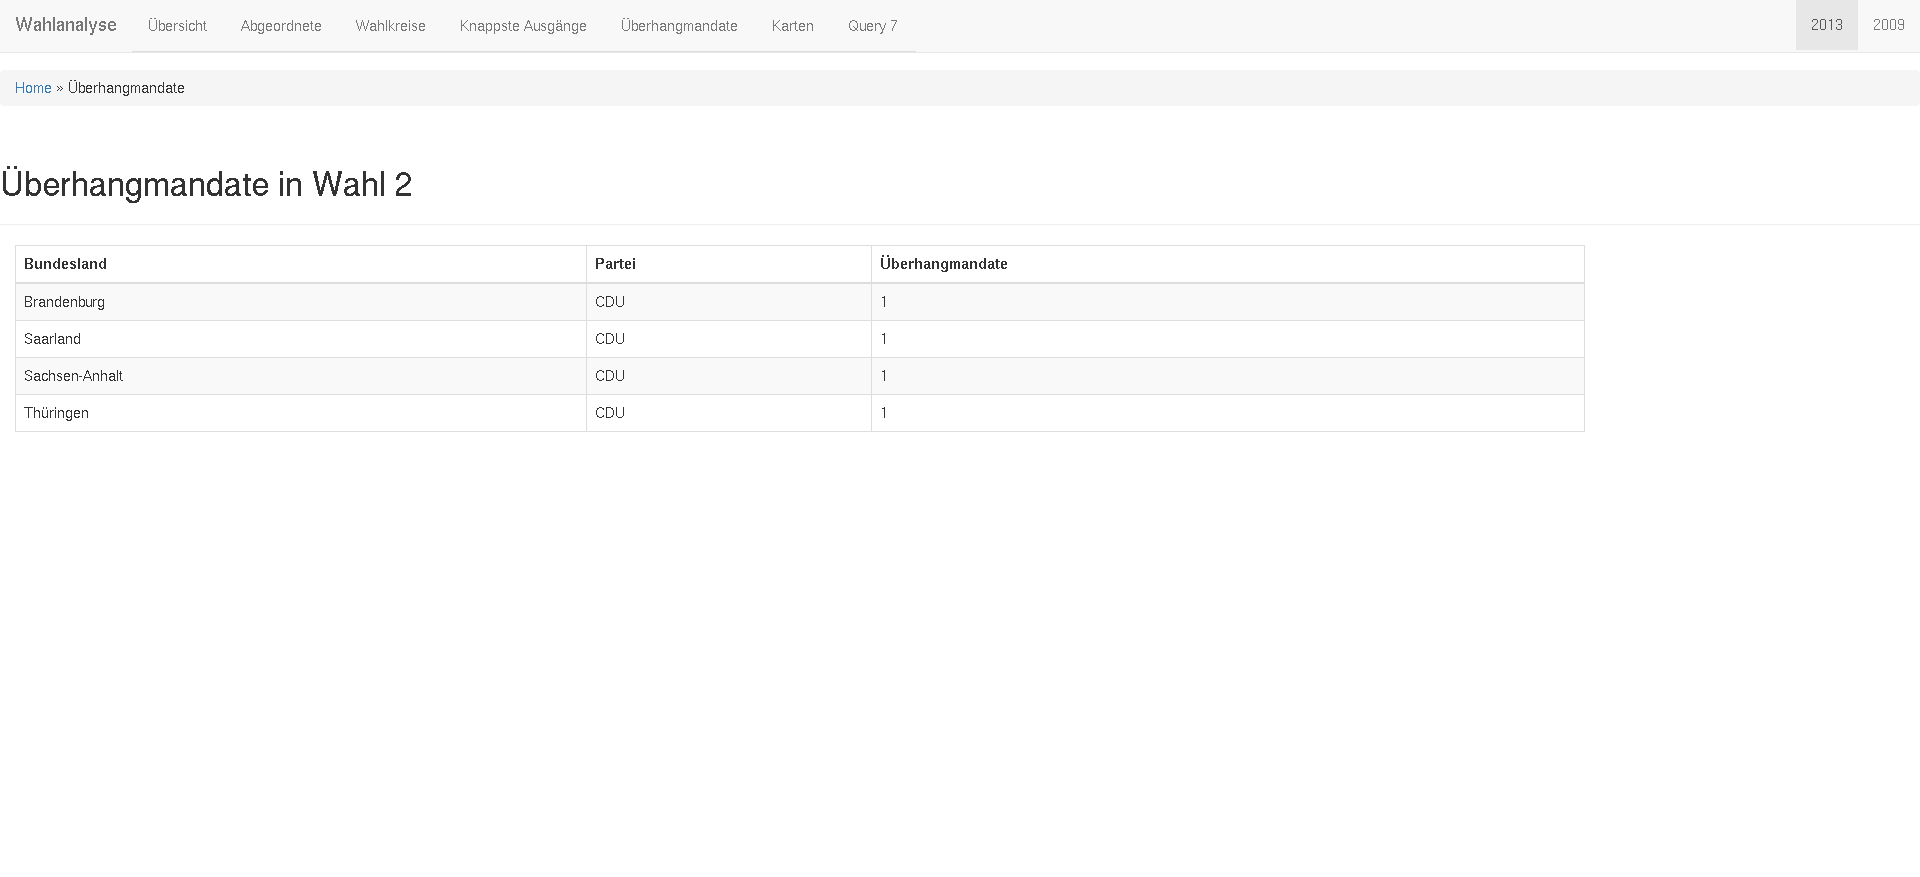 Wahlanalyse Übersicht Abgeordnete Wahlkreise Knappste Ausgänge Überhangmandate Karten Query 7 2013 2009
Home » Überhangmandate
Überhangmandate in Wahl 2
Bundesland Partei Überhangmandate
Brandenburg CDU 1
Saarland CDU 1
Sachsen-Anhalt CDU 1
Thüringen CDU 1